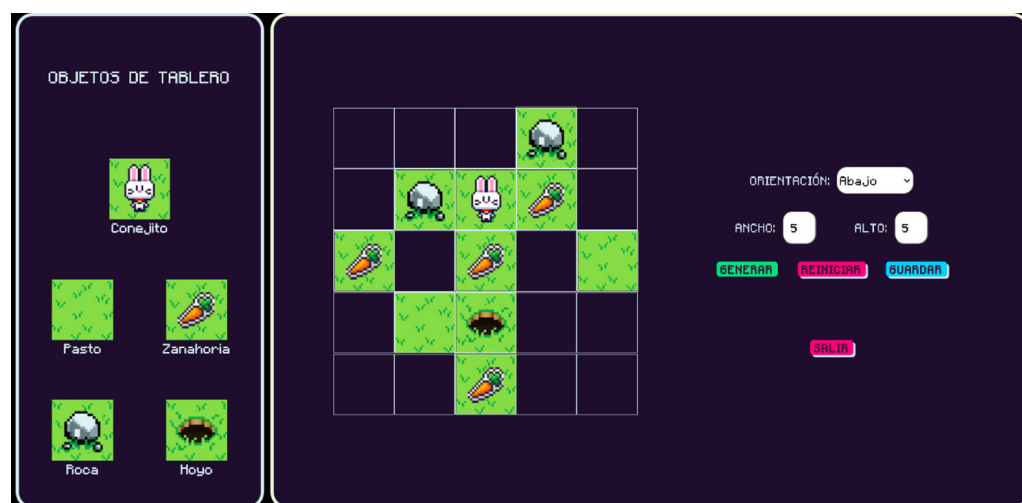 OBJETOS DE TABLERO
Conejito
Pasto
Zanahoria
Roca
Hoyo
ORIENTACIÓN: Abajo
ANCHO: 5
ALTO: 5
GENERAR
REINICIAR
GUARDAR
SALIR